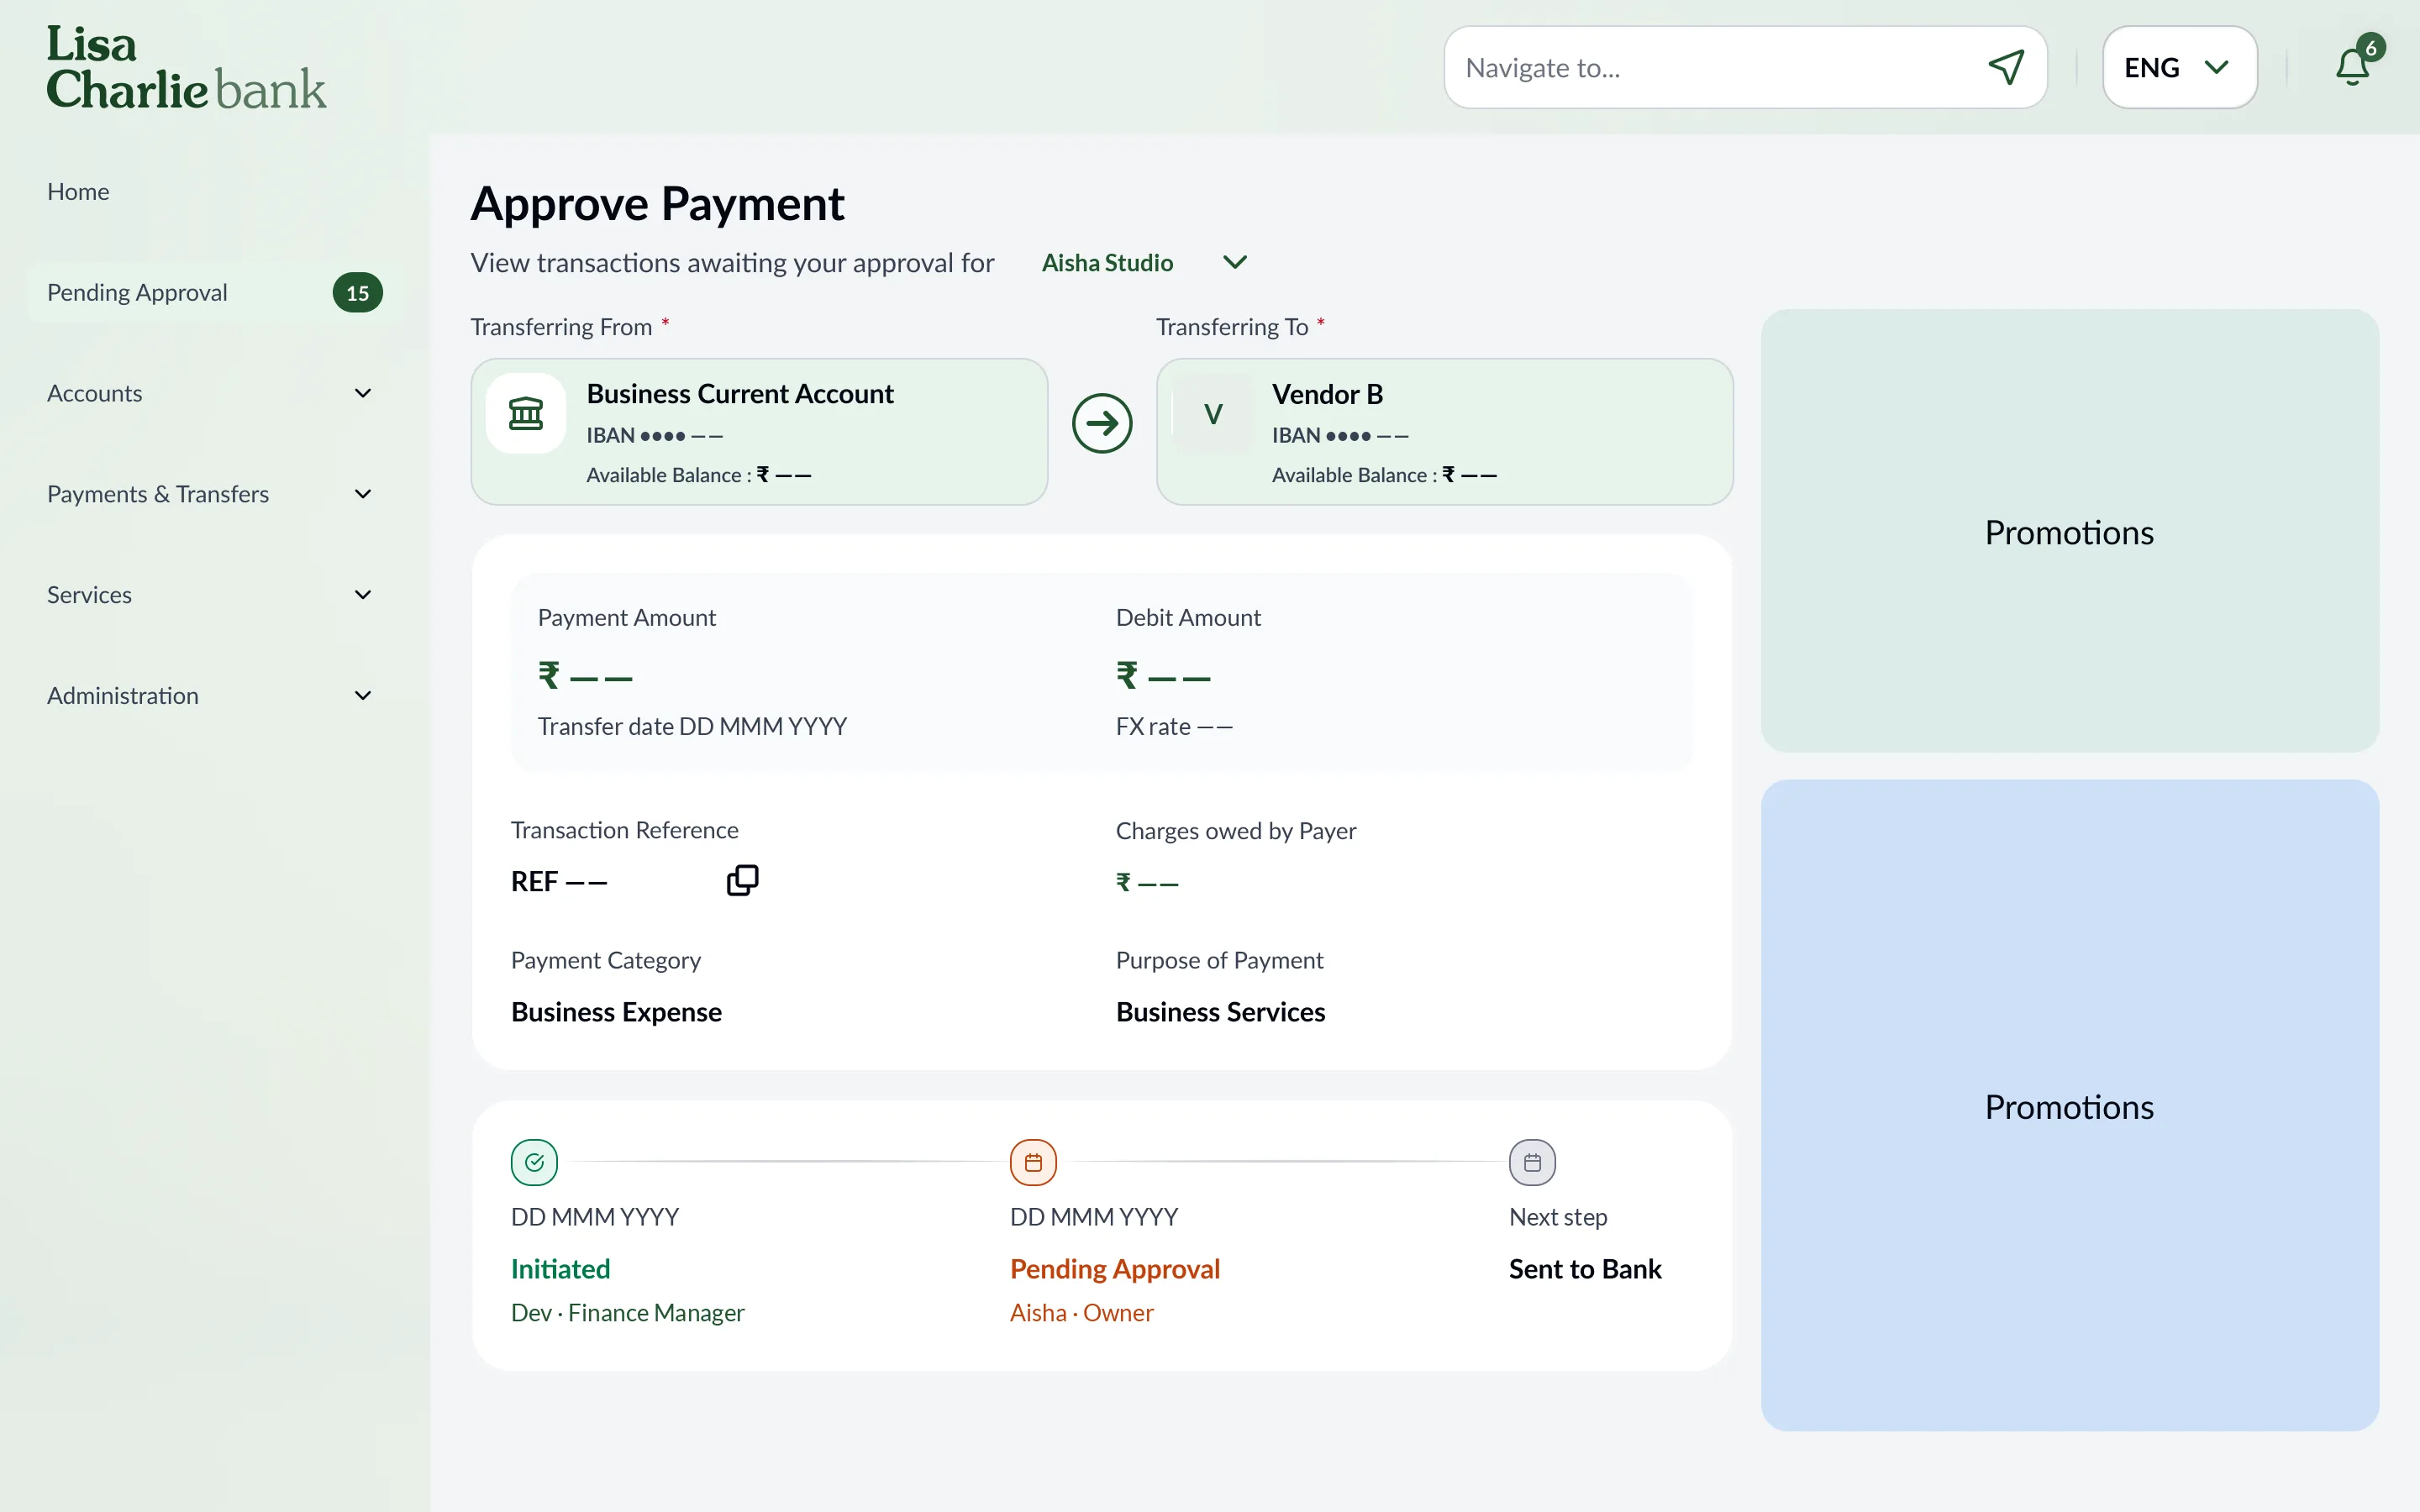 Lisa
Charlie bank
Navigate to...
ENG
6
Home
Pending Approval
15
Accounts
Payments & Transfers
Services
Administration
Approve Payment
View transactions awaiting your approval for
Aisha Studio
Transferring From *
Business Current Account
IBAN ●●●● ––
Available Balance : ₹ ––
Transferring To *
V
Vendor B
IBAN ●●●● ––
Available Balance : ₹ ––
Payment Amount
₹ ––
Transfer date DD MMM YYYY
Debit Amount
₹ ––
FX rate ––
Transaction Reference
REF ––
Charges owed by Payer
₹ ––
Payment Category
Business Expense
Purpose of Payment
Business Services
DD MMM YYYY
Initiated
Dev · Finance Manager
DD MMM YYYY
Pending Approval
Aisha · Owner
Next step
Sent to Bank
Promotions
Promotions